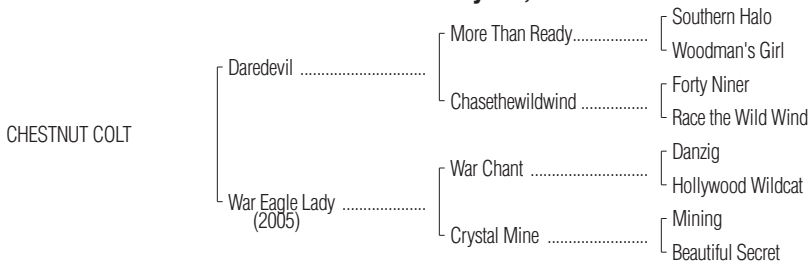 Southern Halo
More Than Ready.................
Woodman's Girl
Daredevil ..............................
Forty Niner
Chasethewildwind ................
Race the Wild Wind
CHESTNUT COLT
Danzig
War Chant ............................
Hollywood Wildcat
War Eagle Lady ....................
(2005)
Mining
Crystal Mine ........................
Beautiful Secret